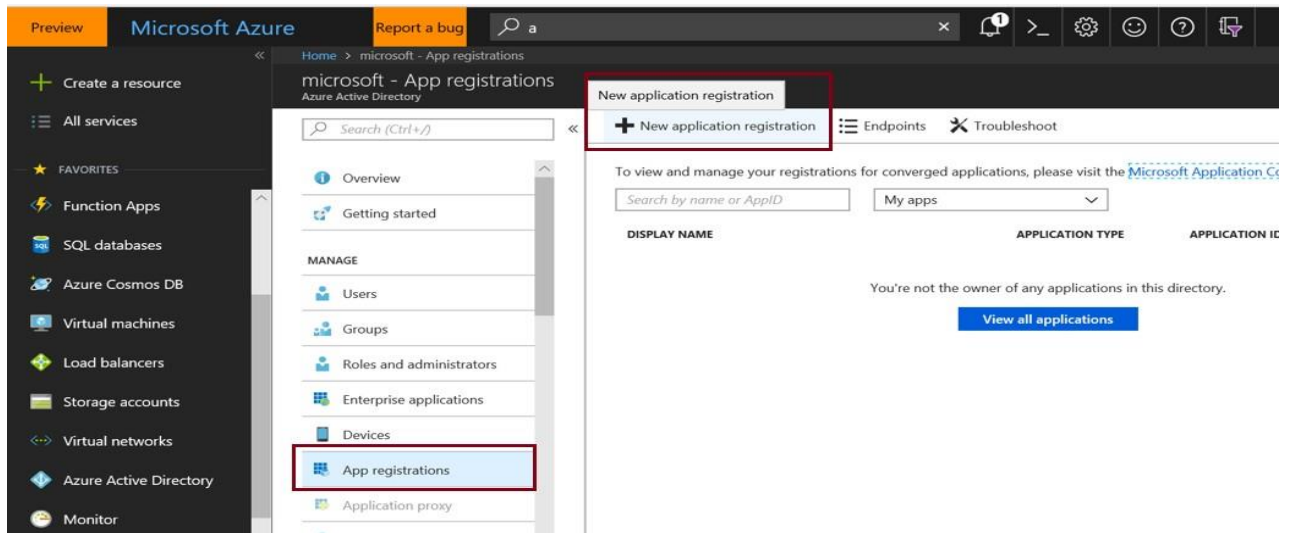 Preview
Microsoft Azure
Report a bug
a
1
Home > microsoft - App registrations
microsoft - App registrations
Azure Active Directory
Create a resource
All services
FAVORITES
Function Apps
SQL databases
Azure Cosmos DB
Virtual machines
Load balancers
Storage accounts
Virtual networks
Azure Active Directory
Monitor
Search (Ctrl+/)
Overview
Getting started
MANAGE
Users
Groups
Roles and administrators
Enterprise applications
Devices
App registrations
Application proxy
New application registration
New application registration
Endpoints
Troubleshoot
To view and manage your registrations for converged applications, please visit the Microsoft Application
Search by name or AppID
My apps
DISPLAY NAME APPLICATION TYPE APPLICATION ID
You're not the owner of any applications in this directory.
View all applications